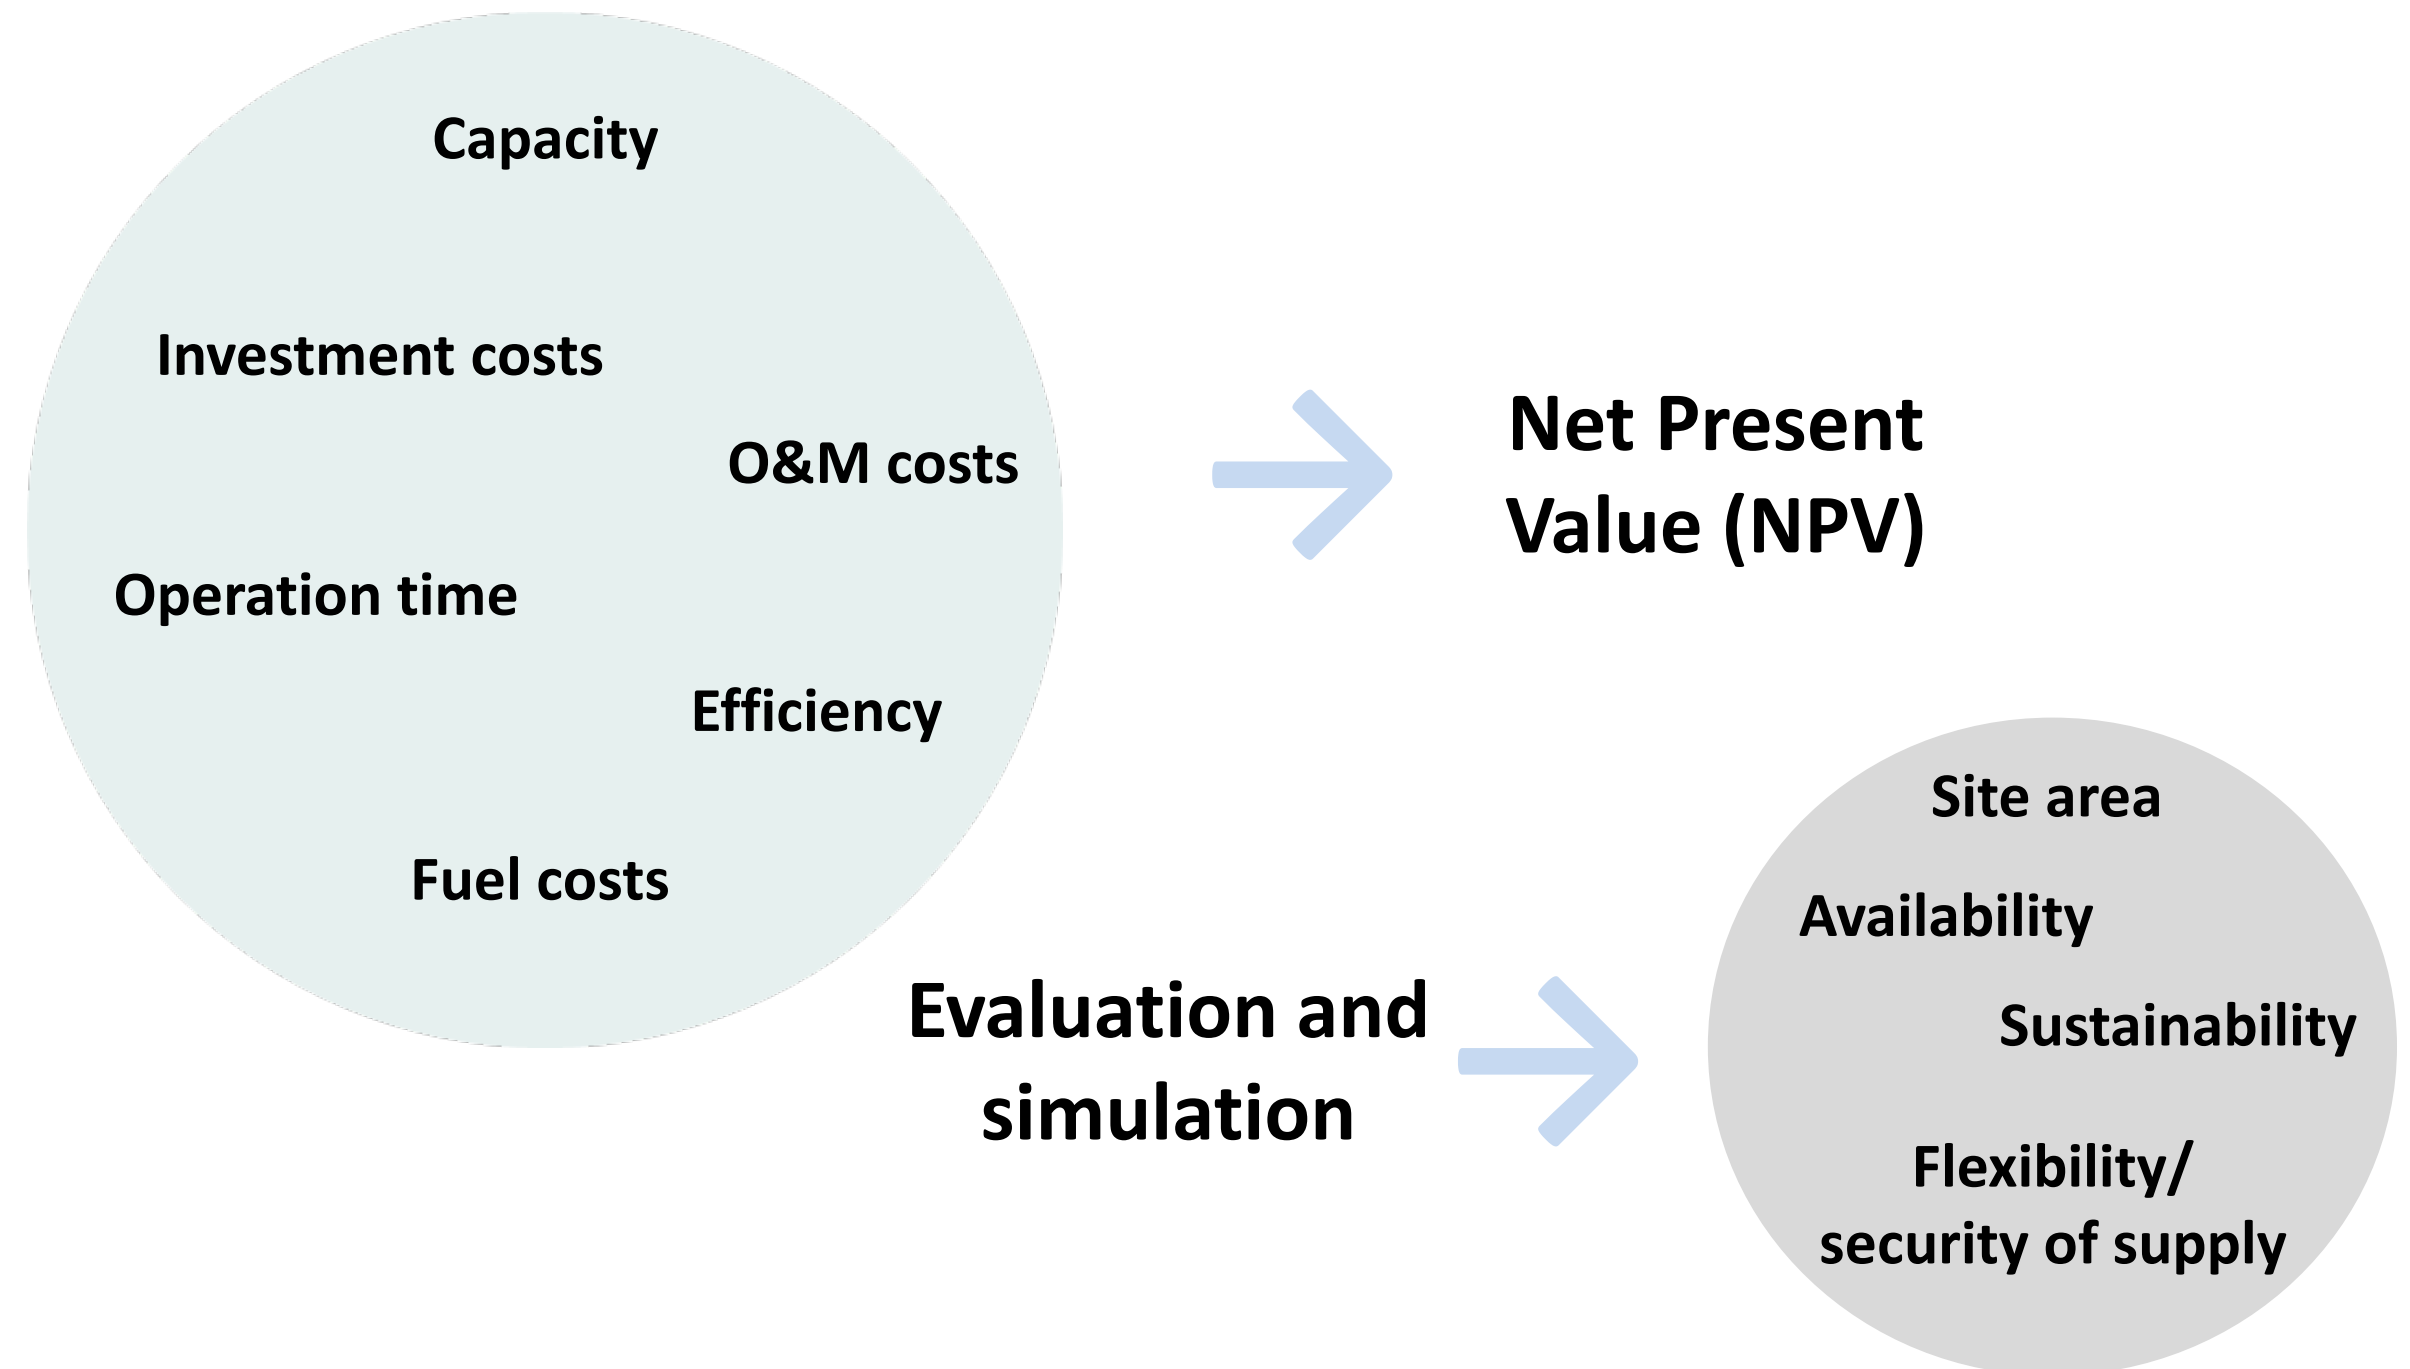 Capacity
Investment costs
O&M costs
Operation time
Efficiency
Fuel costs
Net Present
Value (NPV)
Evaluation and
simulation
Site area
Availability
Sustainability
Flexibility/
security of supply